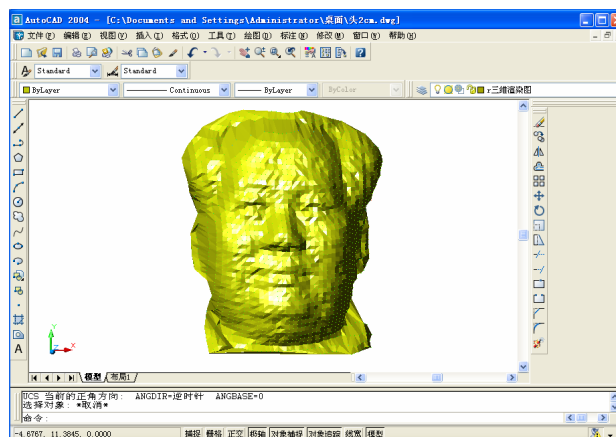 AutoCAD 2004 - [C:\Documents and Settings\Administrator\桌面\头2cm.dwg]
文件(F) 编辑(E) 视图(V) 插入(I) 格式(O) 工具(T) 绘图(D) 标注(N) 修改(M) 窗口(W) 帮助(H)
Standard Standard
ByLayer Continuous ByLayer ByColor r三维渲染图
Y
X
模型 布局1
UCS 当前的正角方向: ANGDIR=逆时针 ANGBASE=0
选择对象: *取消*
命令:
-4.6767, 11.3845, 0.0000 捕捉 栅格 正交 极轴 对象捕捉 对象追踪 线宽 模型